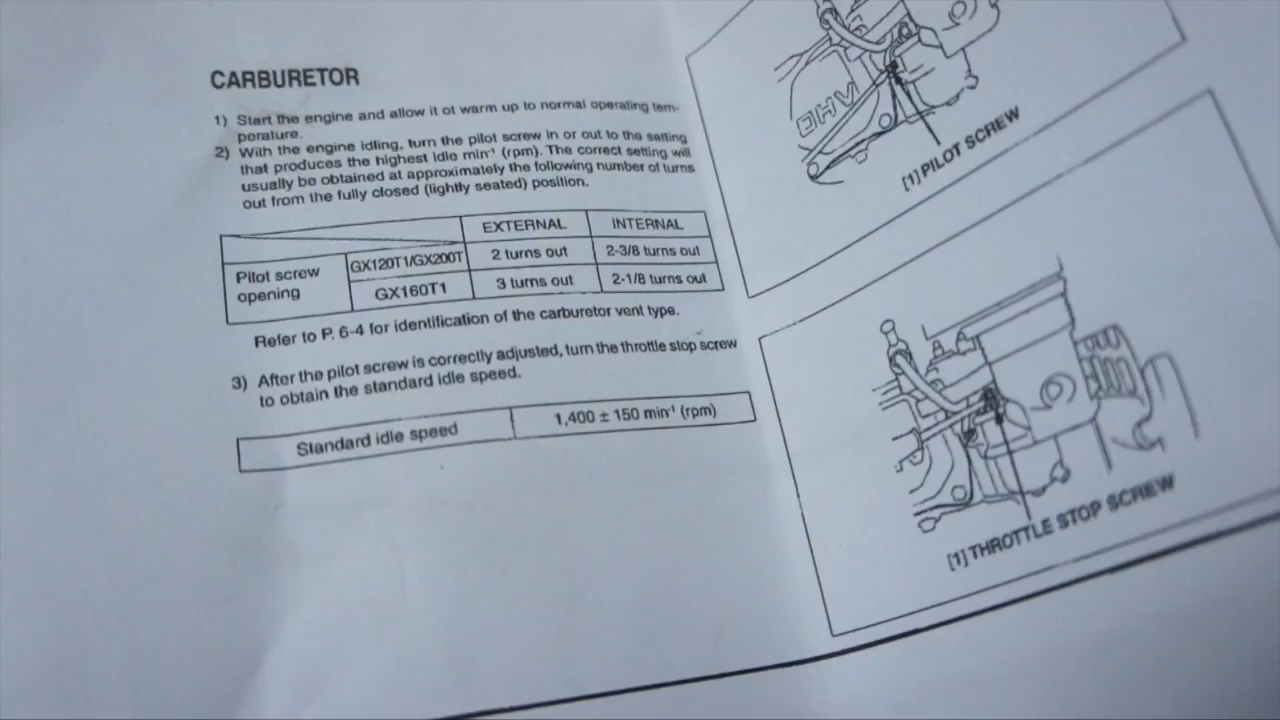 CARBURETOR
1) Start the engine and allow it ot warm up to normal operating tem-
perature.
2) With the engine idling, turn the pilot screw in or out to the setting
that produces the highest idle min⁻¹ (rpm). The correct setting will
usually be obtained at approximately the following number of turns
out from the fully closed (lightly seated) position.
EXTERNAL INTERNAL
Pilot screw opening GX120T1/GX200T 2 turns out 2-3/8 turns out
GX160T1 3 turns out 2-1/8 turns out
Refer to P. 6-4 for identification of the carburetor vent type.
3) After the pilot screw is correctly adjusted, turn the throttle stop screw
to obtain the standard idle speed.
Standard idle speed 1,400 ± 150 min⁻¹ (rpm)
OHV
[1] PILOT SCREW
[1] THROTTLE STOP SCREW